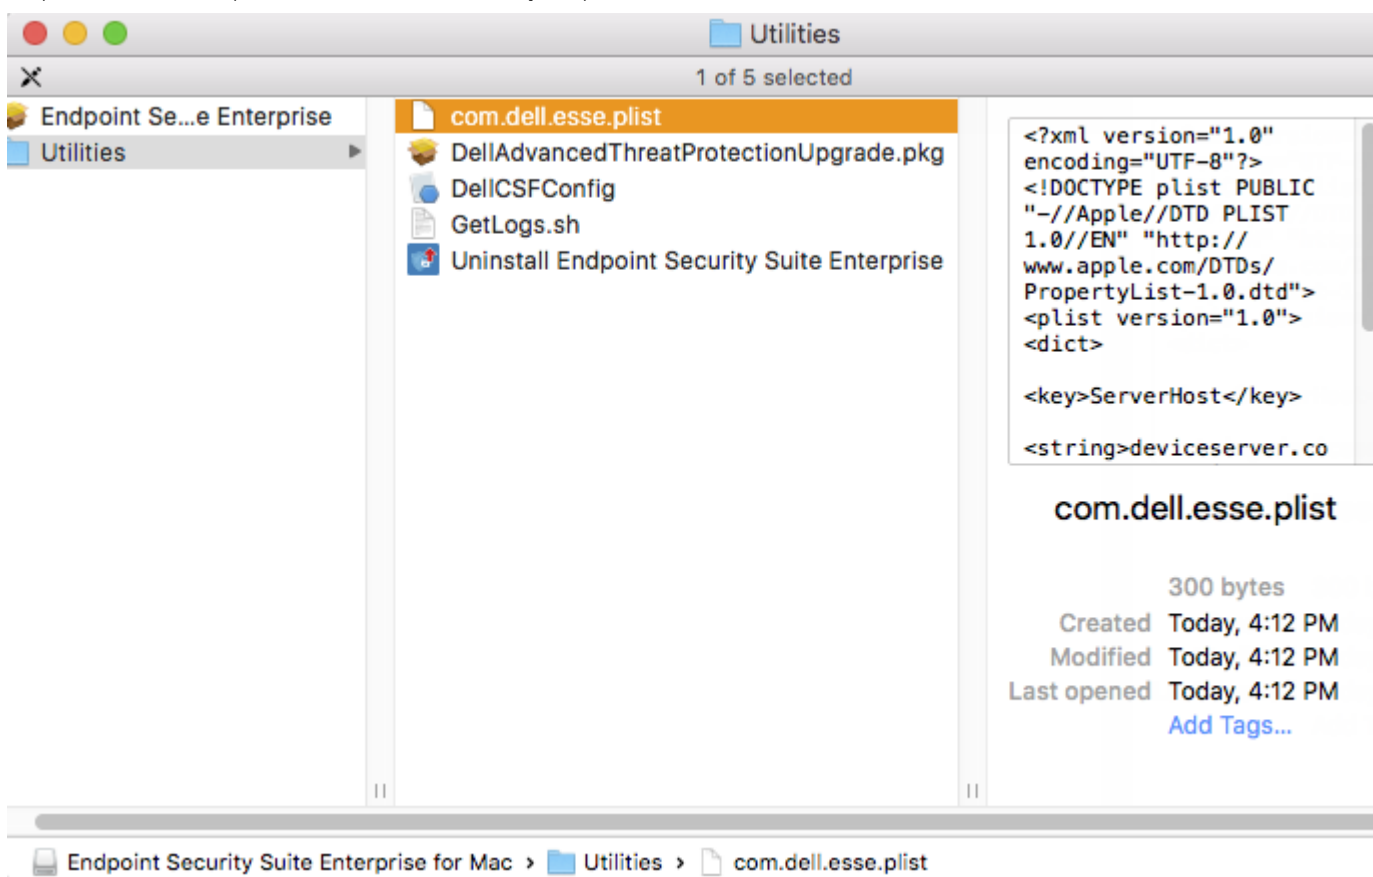 Utilities
1 of 5 selected
Endpoint Se...e Enterprise
Utilities
com.dell.esse.plist
DellAdvancedThreatProtectionUpgrade.pkg
DellCSFConfig
GetLogs.sh
Uninstall Endpoint Security Suite Enterprise
<?xml version="1.0"
encoding="UTF-8"?>
<!DOCTYPE plist PUBLIC
"-//Apple//DTD PLIST
1.0//EN" "http://
www.apple.com/DTDs/
PropertyList-1.0.dtd">
<plist version="1.0">
<dict>
<key>ServerHost</key>
<string>deviceserver.co
com.dell.esse.plist
300 bytes
Created Today, 4:12 PM
Modified Today, 4:12 PM
Last opened Today, 4:12 PM
Add Tags...
Endpoint Security Suite Enterprise for Mac › Utilities › com.dell.esse.plist